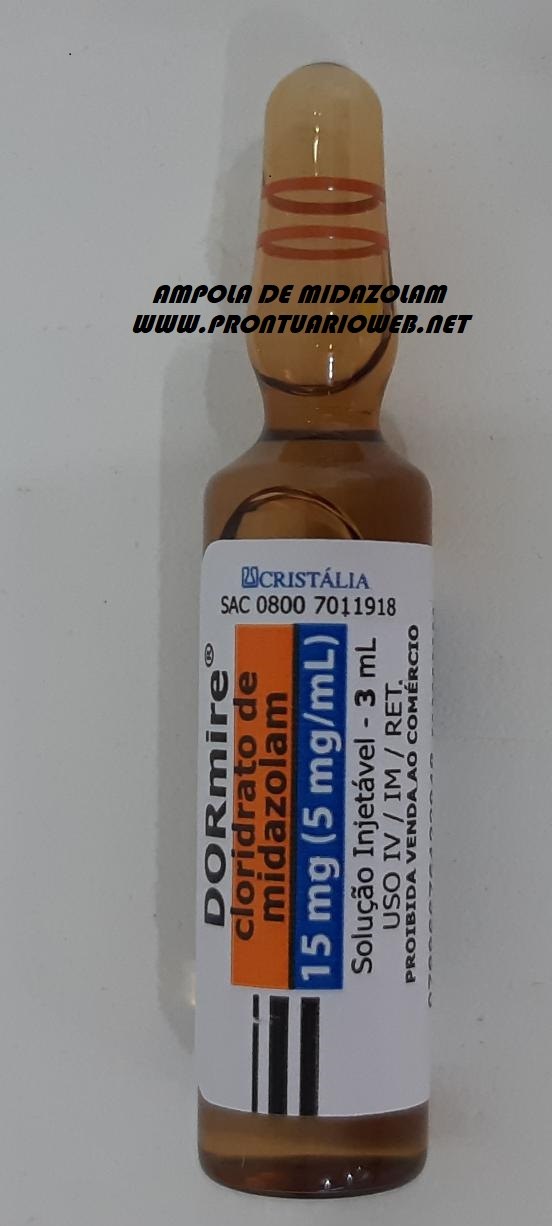 AMPOLA DE MIDAZOLAM
WWW.PRONTUARIOWEB.NET
CRISTÁLIA
SAC 0800 7011918
DORmire®
cloridrato de
midazolam
15 mg (5 mg/mL)
Solução Injetável - 3 mL
USO IV / IM / RET.
PROIBIDA VENDA AO COMÉRCIO